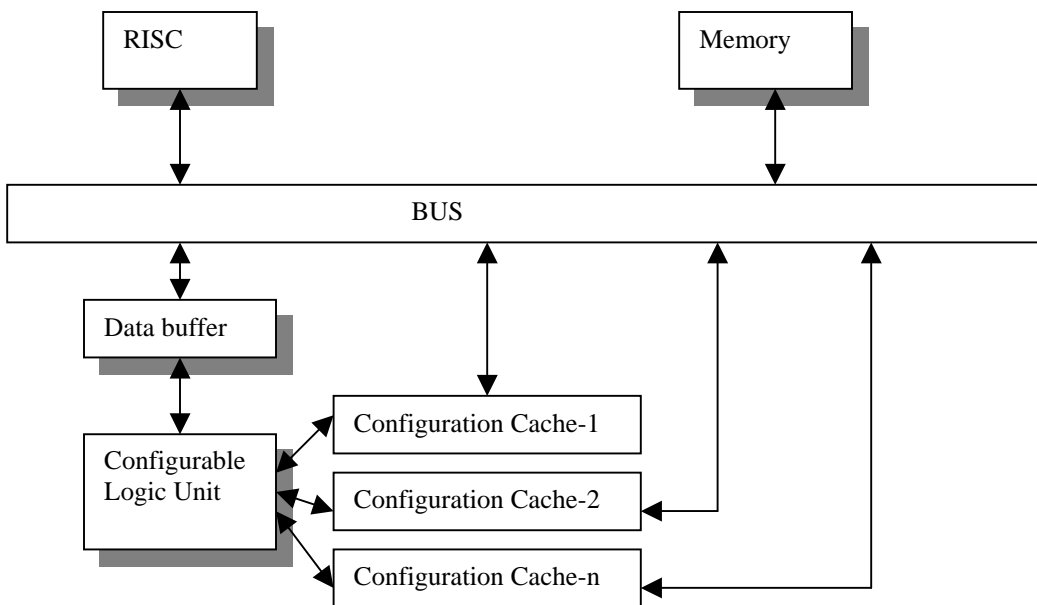 RISC
Memory
BUS
Data buffer
Configurable
Logic Unit
Configuration Cache-1
Configuration Cache-2
Configuration Cache-n